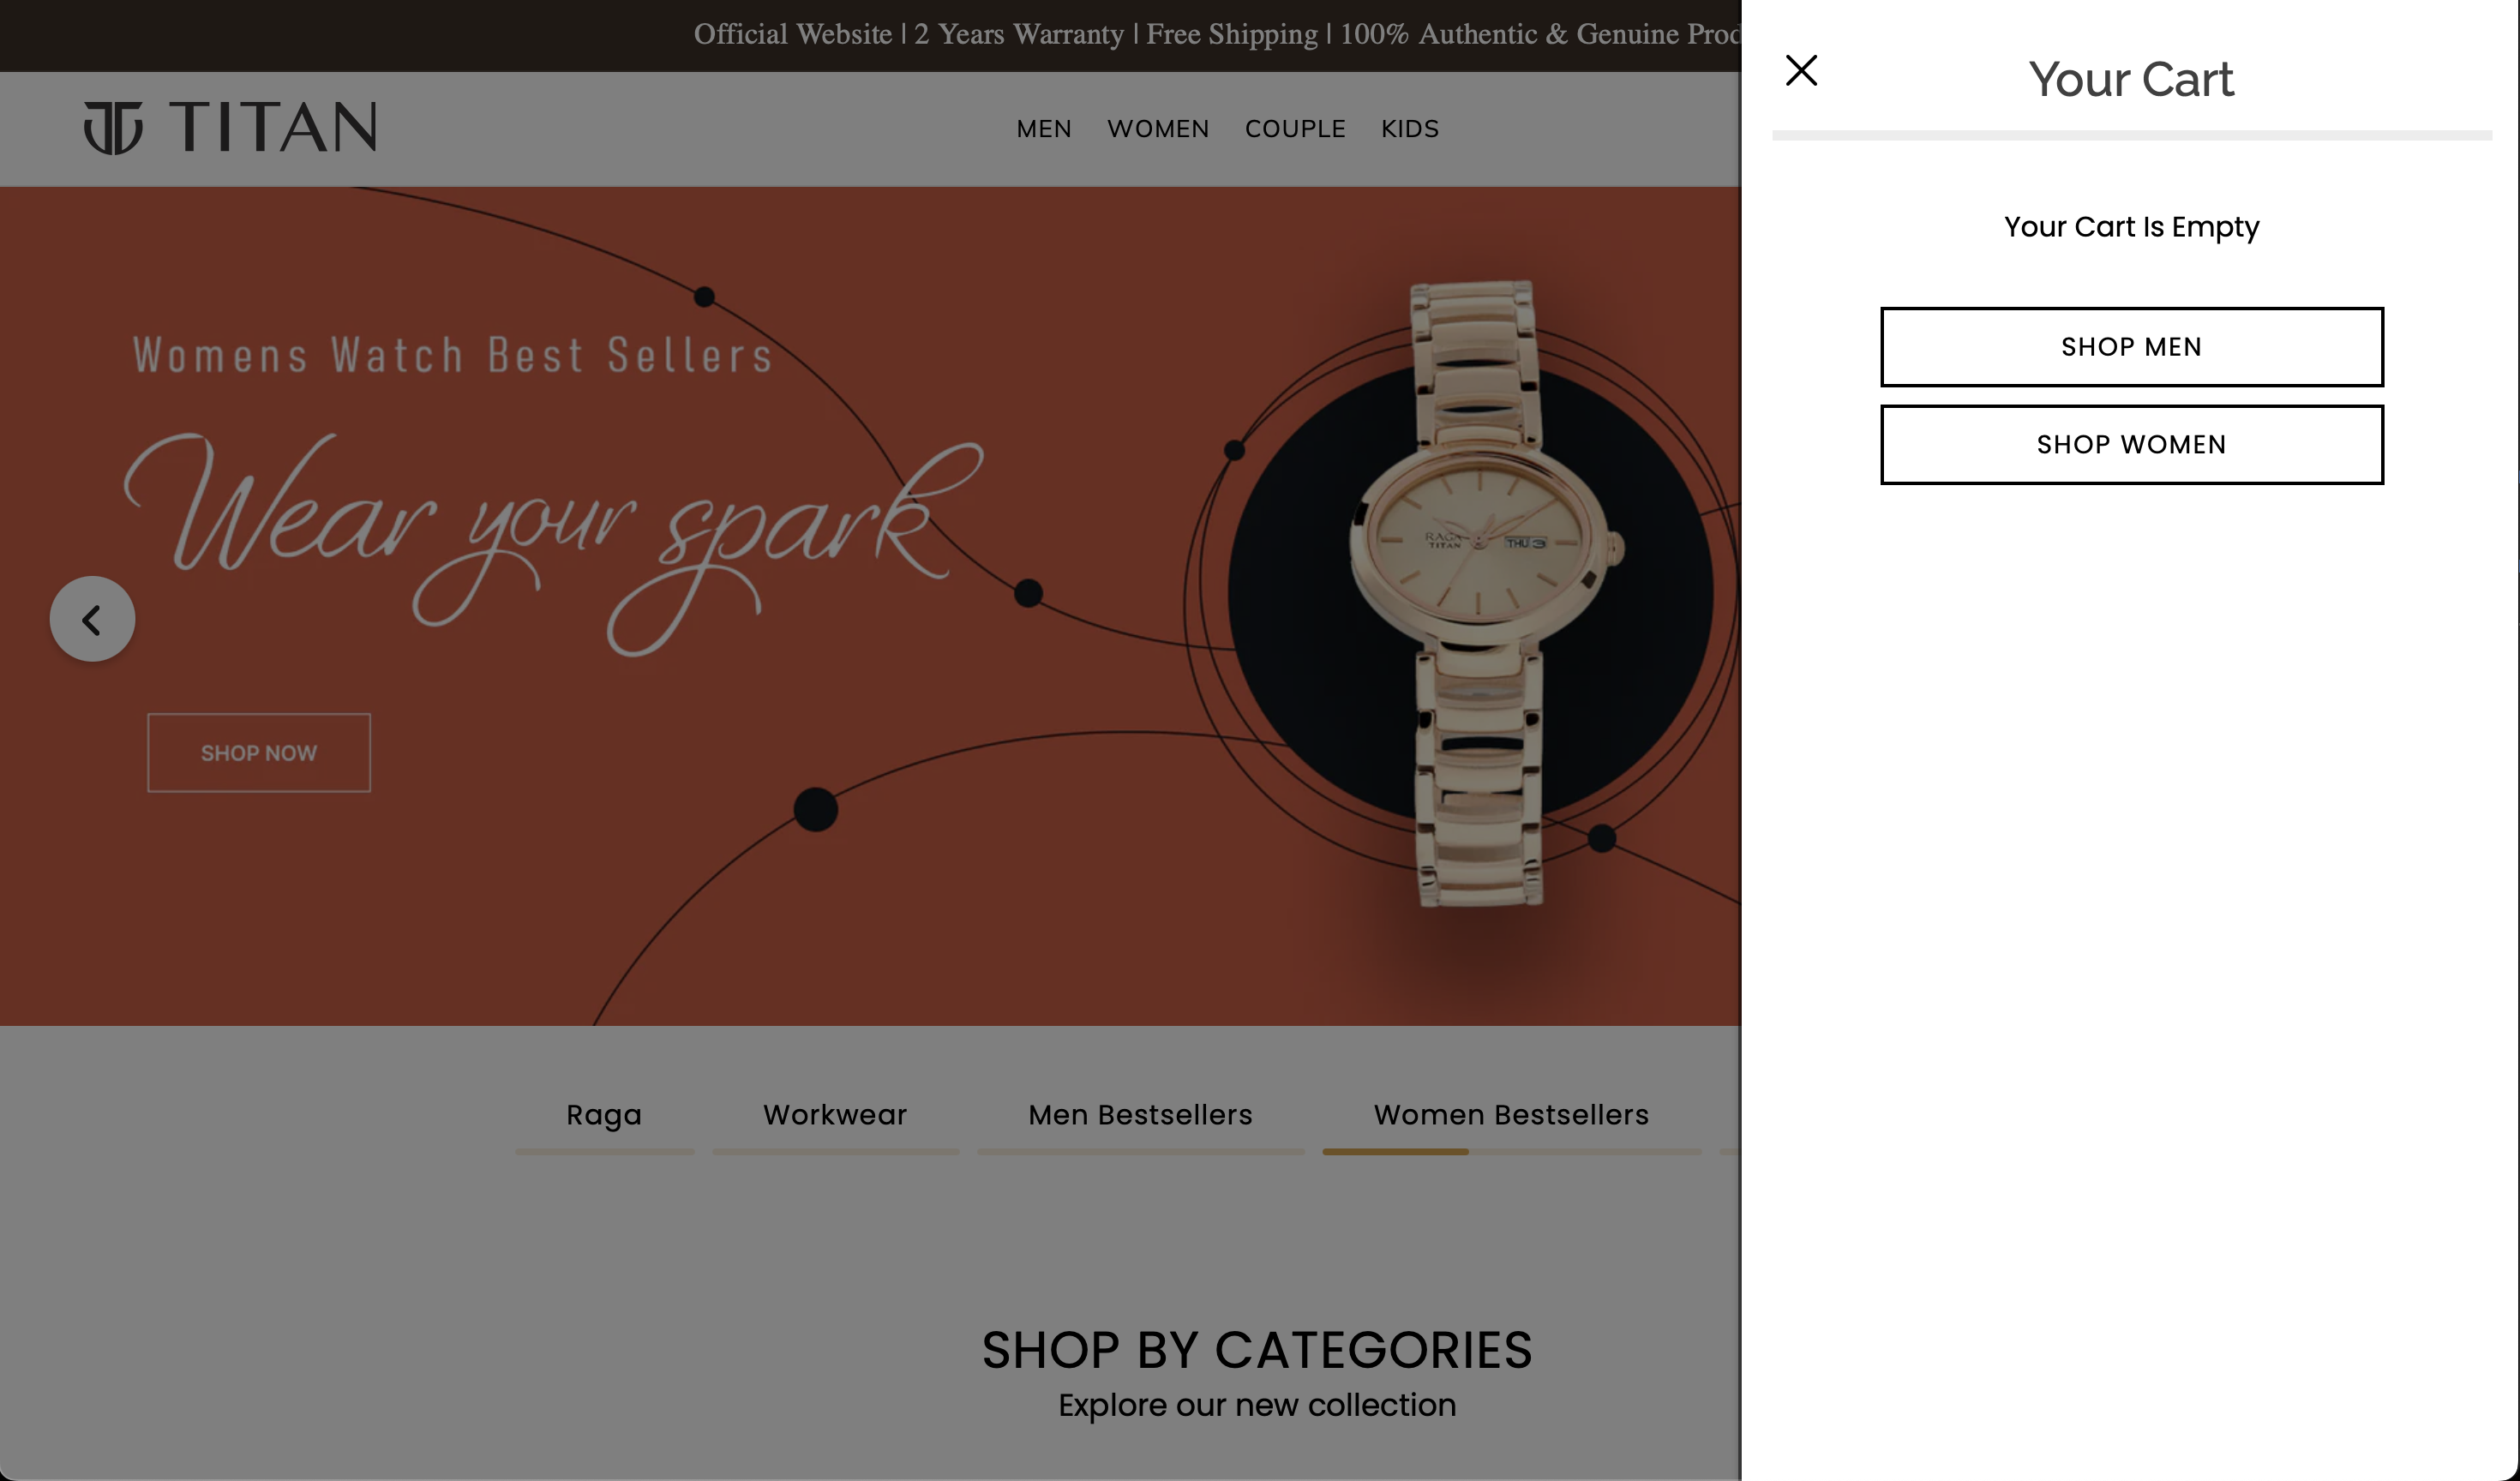 Official Website | 2 Years Warranty | Free Shipping | 100% Authentic & Genuine Prod
TITAN
MEN WOMEN COUPLE KIDS
Womens Watch Best Sellers
Wear your spark
SHOP NOW
RAGA
TITAN
THU 3
Raga Workwear Men Bestsellers Women Bestsellers
SHOP BY CATEGORIES
Explore our new collection
Your Cart
Your Cart Is Empty
SHOP MEN
SHOP WOMEN